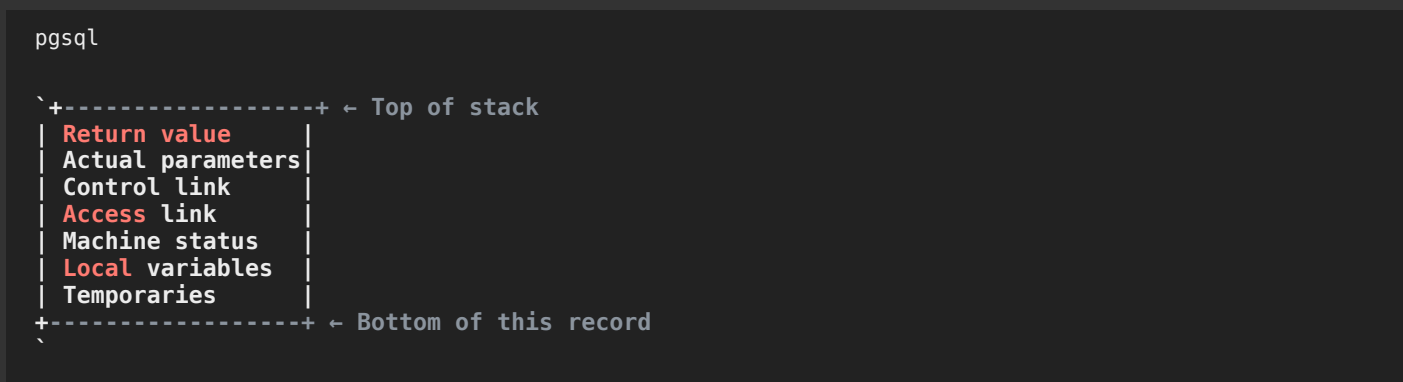 pgsql
`+------------------+ ← Top of stack
| Return value     |
| Actual parameters|
| Control link     |
| Access link      |
| Machine status   |
| Local variables  |
| Temporaries      |
+------------------+ ← Bottom of this record
`